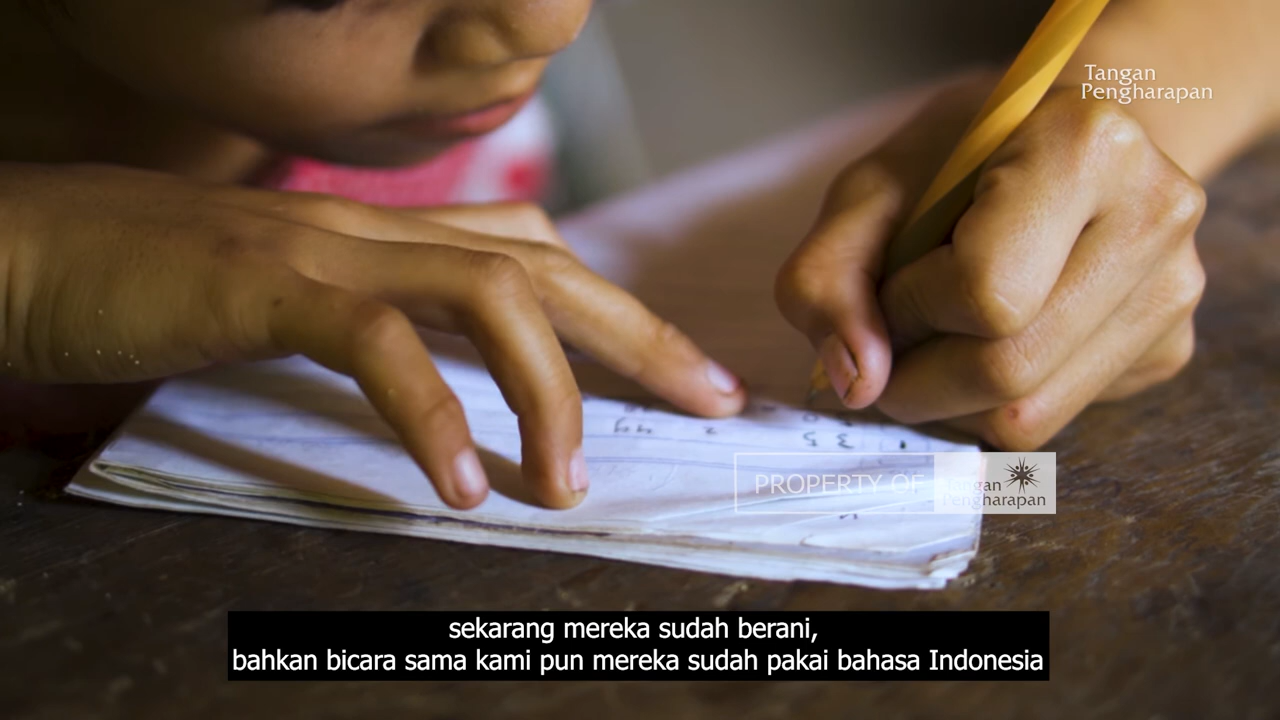 Tangan
Pengharapan
PROPERTY OF
Tangan
Pengharapan
sekarang mereka sudah berani,
bahkan bicara sama kami pun mereka sudah pakai bahasa Indonesia